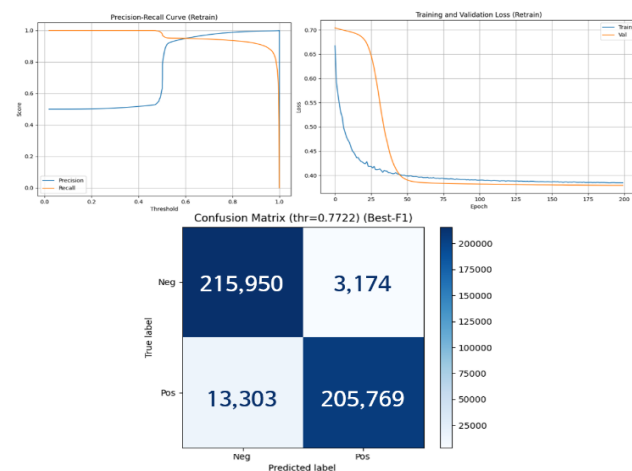 Precision-Recall Curve (Retrain)
Score
1.0
0.8
0.6
0.4
0.2
0.0
Precision
Recall
0.0 0.2 0.4 0.6 0.8 1.0
Threshold
Training and Validation Loss (Retrain)
Loss
0.70
0.65
0.60
0.55
0.50
0.45
0.40
Train
Val
0 25 50 75 100 125 150 175 200
Epoch
Confusion Matrix (thr=0.7722) (Best-F1)
True label
Neg
215,950 3,174
Pos
13,303 205,769
Neg Pos
Predicted label
200000
175000
150000
125000
100000
75000
50000
25000